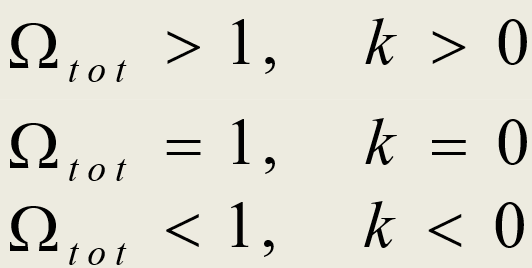 Ω_tot > 1, k > 0
Ω_tot = 1, k = 0
Ω_tot < 1, k < 0